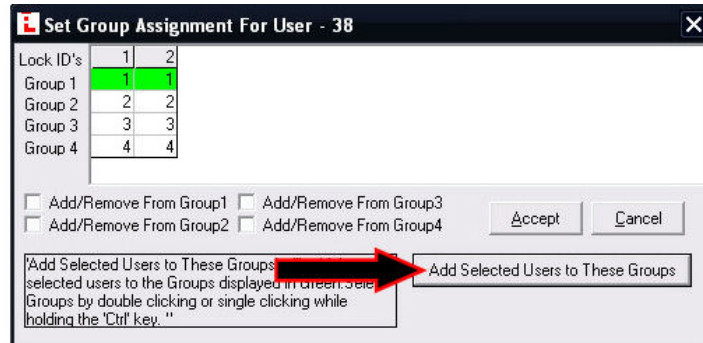 Set Group Assignment For User - 38
Lock ID's 1 2
Group 1 1 1
Group 2 2 2
Group 3 3 3
Group 4 4 4
Add/Remove From Group1 Add/Remove From Group3
Add/Remove From Group2 Add/Remove From Group4
Accept Cancel
'Add Selected Users to These Groups
selected users to the Groups displayed in Green.
Groups by double clicking or single clicking while
holding the 'Ctrl' key. "
Add Selected Users to These Groups